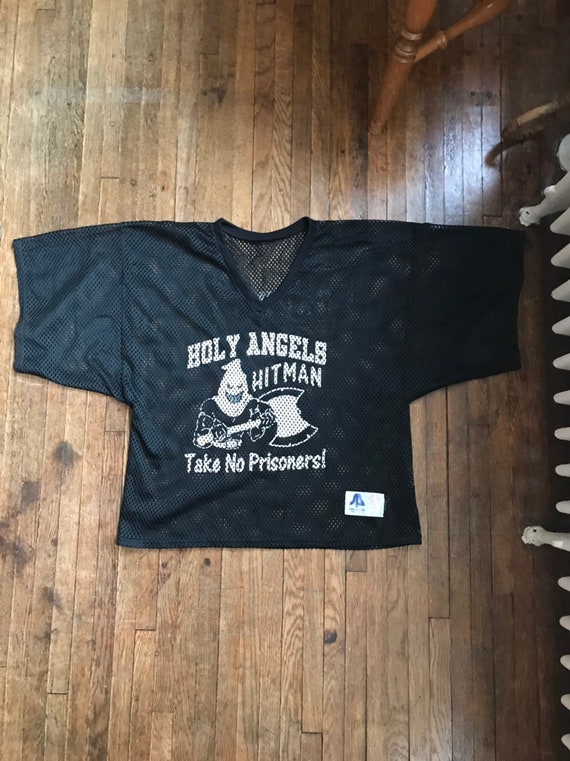 HOLY ANGELS
HITMAN
Take No Prisoners!